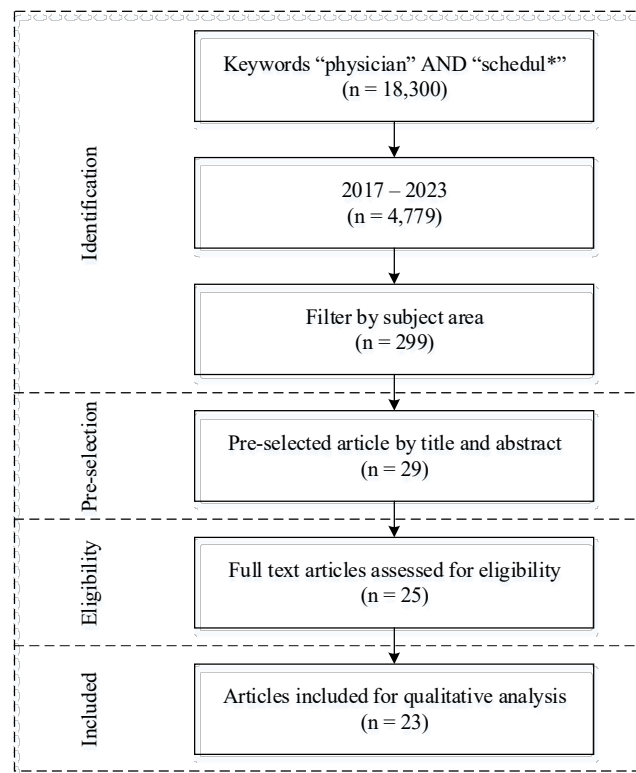 Keywords “physician” AND “schedul*”
(n = 18,300)
2017 – 2023
(n = 4,779)
Filter by subject area
(n = 299)
Identification
Pre-selected article by title and abstract
(n = 29)
Pre-selection
Full text articles assessed for eligibility
(n = 25)
Eligibility
Articles included for qualitative analysis
(n = 23)
Included